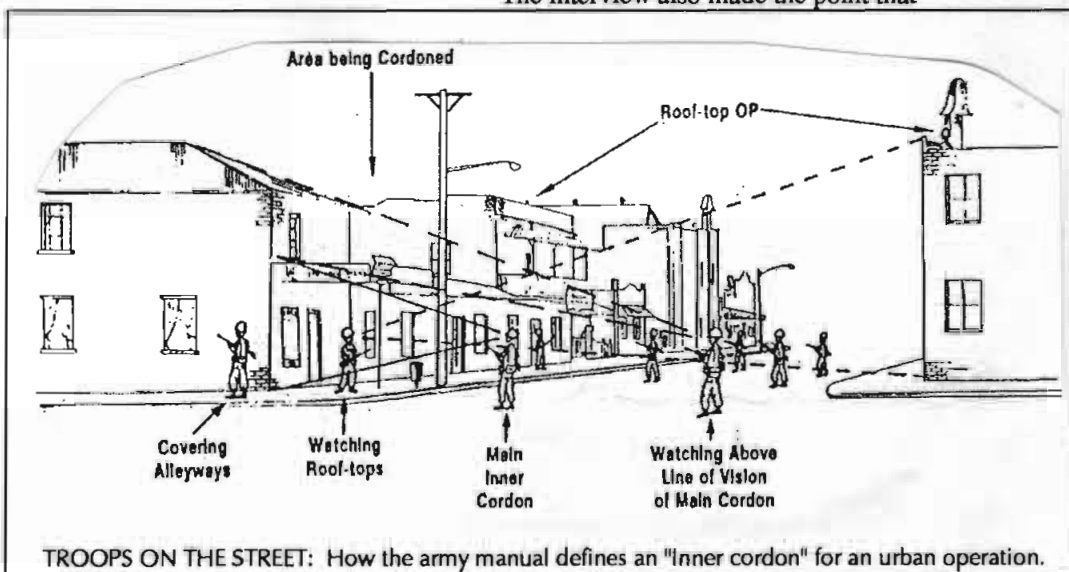 The interview also made the point that
Area being Cordoned
Roof-top OP
Covering
Alleyways
Watching
Roof-tops
Main
Inner
Cordon
Watching Above
Line of Vision
of Main Cordon
TROOPS ON THE STREET: How the army manual defines an "inner cordon" for an urban operation.